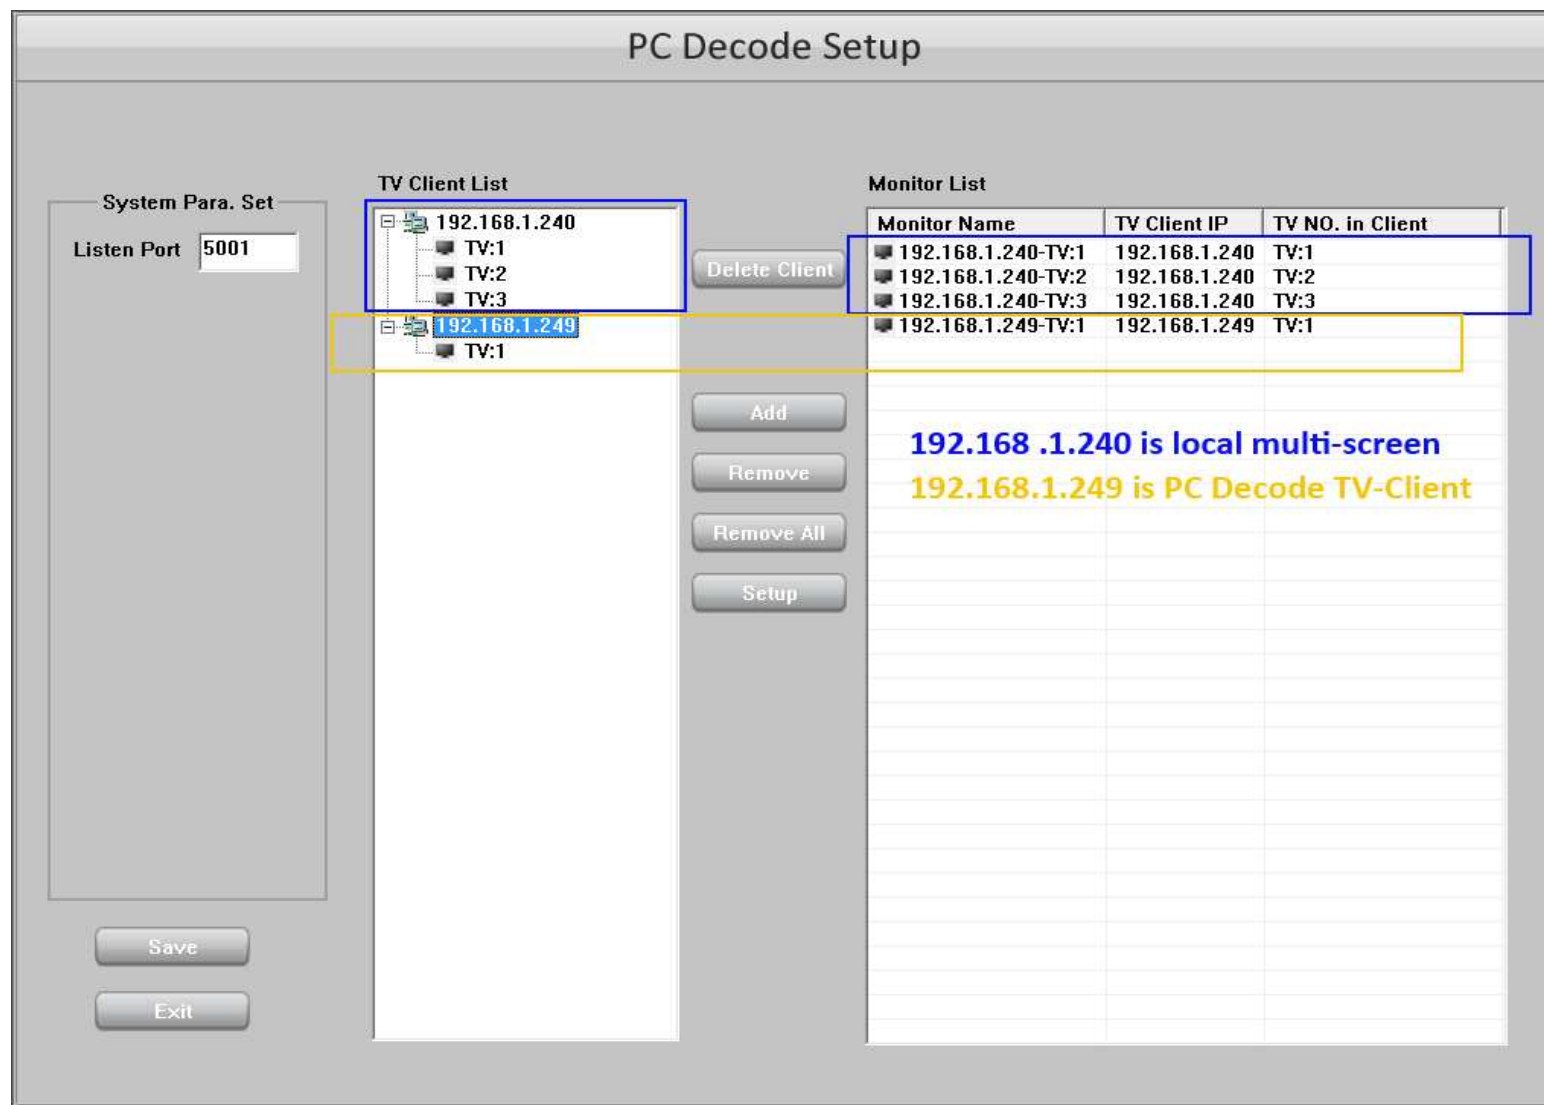 PC Decode Setup
System Para. Set
Listen Port 5001
TV Client List
192.168.1.240
TV:1
TV:2
TV:3
192.168.1.249
TV:1
Delete Client
Add
Remove
Remove All
Setup
Monitor List
Monitor Name TV Client IP TV NO. in Client
192.168.1.240-TV:1 192.168.1.240 TV:1
192.168.1.240-TV:2 192.168.1.240 TV:2
192.168.1.240-TV:3 192.168.1.240 TV:3
192.168.1.249-TV:1 192.168.1.249 TV:1
192.168 .1.240 is local multi-screen
192.168.1.249 is PC Decode TV-Client
Save
Exit